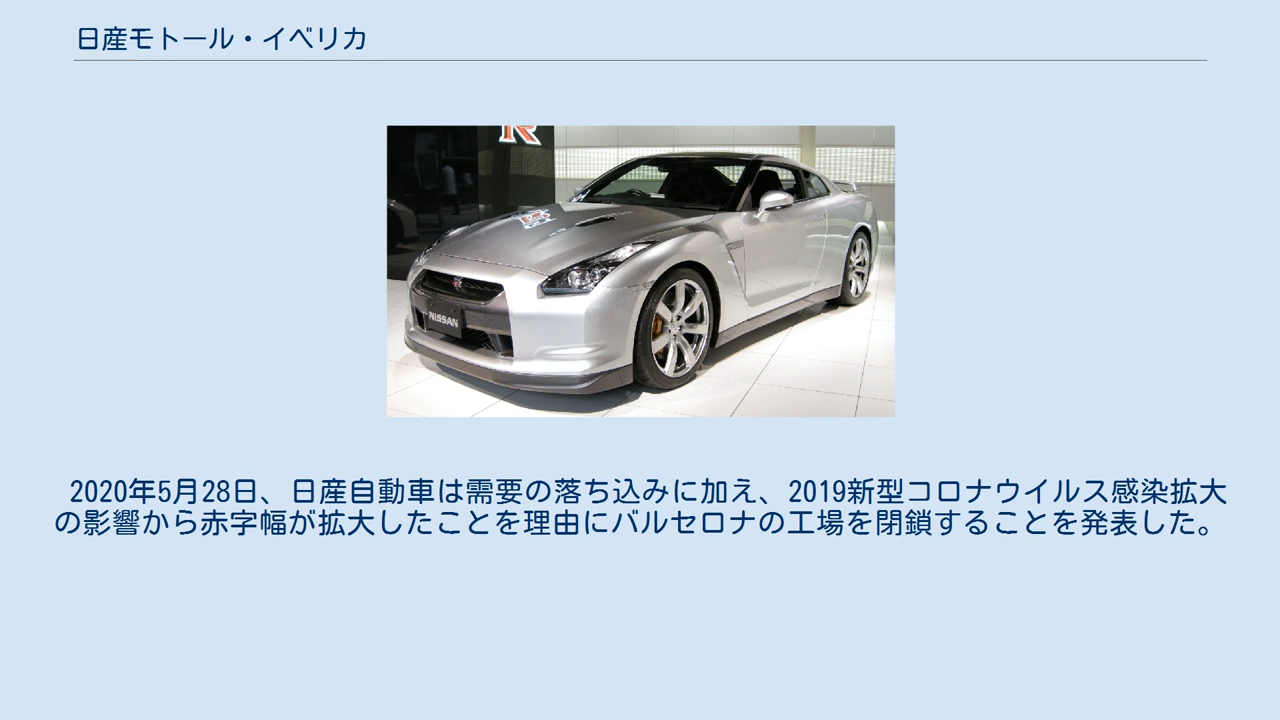 日産モトール・イベリカ
R
NISSAN
2020年5月28日、日産自動車は需要の落ち込みに加え、2019新型コロナウイルス感染拡大
の影響から赤字幅が拡大したことを理由にバルセロナの工場を閉鎖することを発表した。